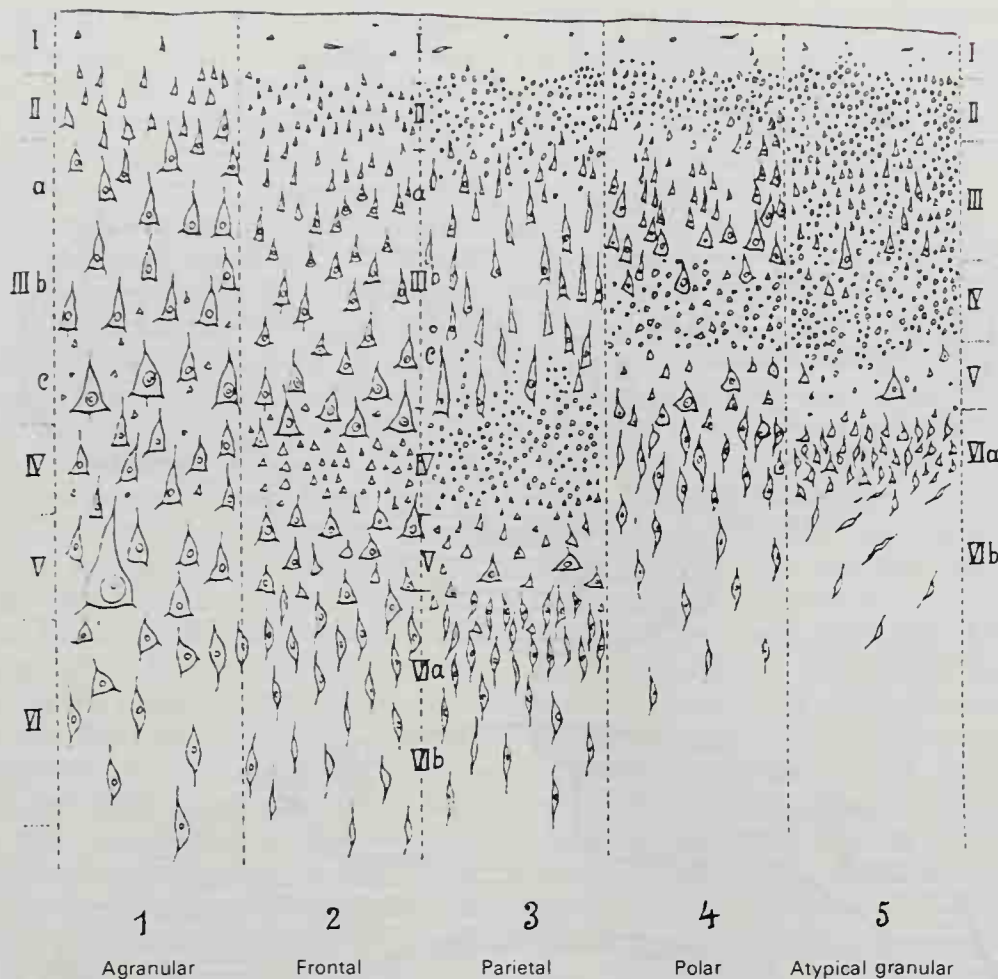 I I I
II II II
a a III
III b III b IV
c c V
IV IV VIa
V V VIb
VI VIa
VIb
1 2 3 4 5
Agranular Frontal Parietal Polar Atypical granular